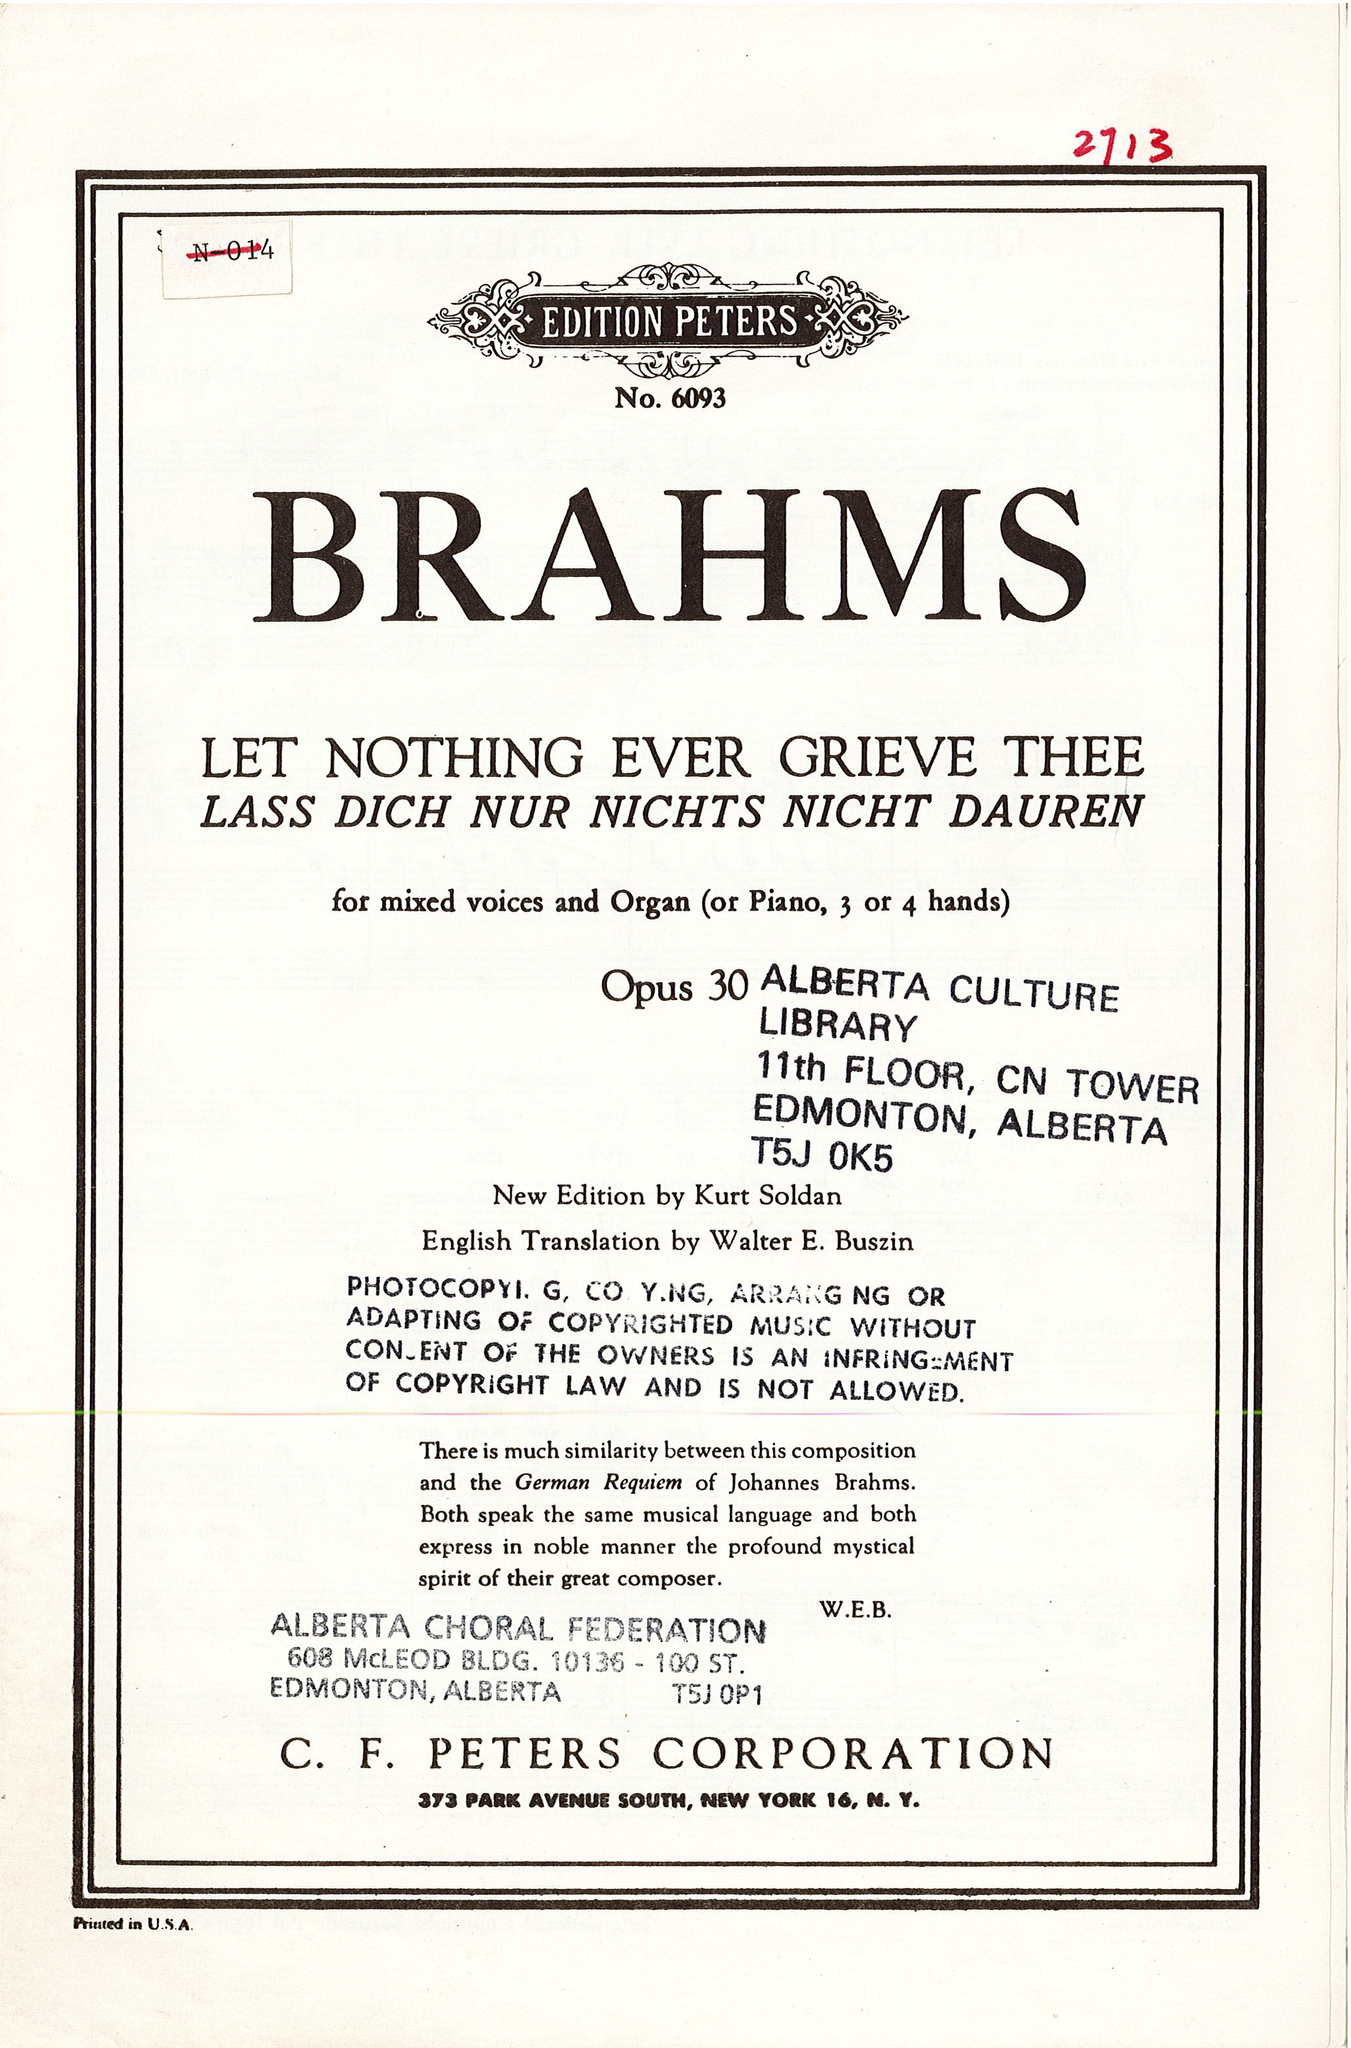 2713
N-014
EDITION PETERS
No. 6093
BRAHMS
LET NOTHING EVER GRIEVE THEE
LASS DICH NUR NICHTS NICHT DAUREN
for mixed voices and Organ (or Piano, 3 or 4 hands)
Opus 30
ALBERTA CULTURE
LIBRARY
11th FLOOR, CN TOWER
EDMONTON, ALBERTA
T5J 0K5
New Edition by Kurt Soldan
English Translation by Walter E. Buszin
PHOTOCOPYI. G, CO Y.NG, ARRANG NG OR
ADAPTING OF COPYRIGHTED MUSIC WITHOUT
CON.ENT OF THE OWNERS IS AN INFRINGEMENT
OF COPYRIGHT LAW AND IS NOT ALLOWED.
There is much similarity between this composition
and the German Requiem of Johannes Brahms.
Both speak the same musical language and both
express in noble manner the profound mystical
spirit of their great composer.
W.E.B.
ALBERTA CHORAL FEDERATION
608 McLEOD BLDG. 10136 - 100 ST.
EDMONTON, ALBERTA T5J 0P1
C. F. PETERS CORPORATION
373 PARK AVENUE SOUTH, NEW YORK 16, N. Y.
Printed in U.S.A.